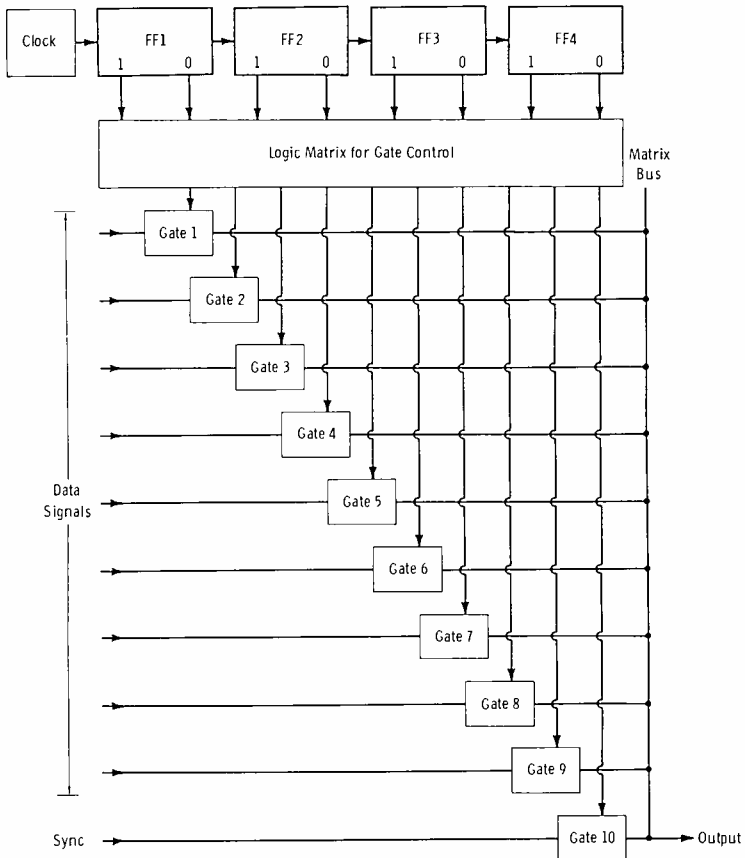 Clock
FF1
FF2
FF3
FF4
1 0
1 0
1 0
1 0
Logic Matrix for Gate Control
Matrix
Bus
Gate 1
Gate 2
Gate 3
Gate 4
Data
Signals
Gate 5
Gate 6
Gate 7
Gate 8
Gate 9
Sync
Gate 10
Output